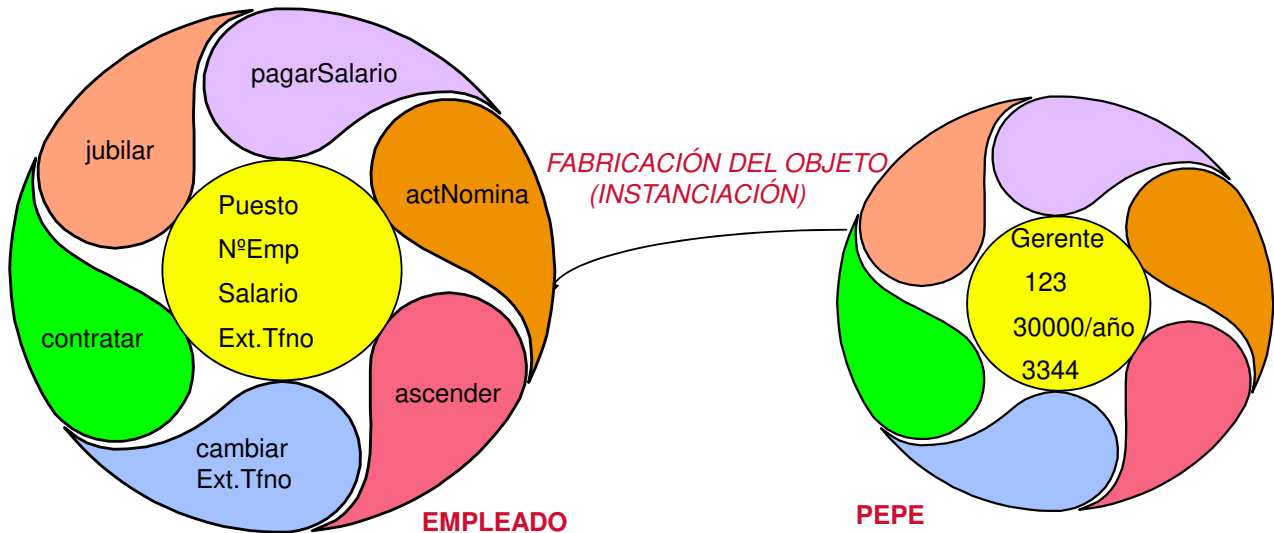 pagarSalario
jubilar
actNomina
Puesto
NºEmp
Salario
Ext.Tfno
contratar
ascender
cambiar
Ext.Tfno
EMPLEADO
FABRICACIÓN DEL OBJETO
(INSTANCIACIÓN)
Gerente
123
30000/año
3344
PEPE